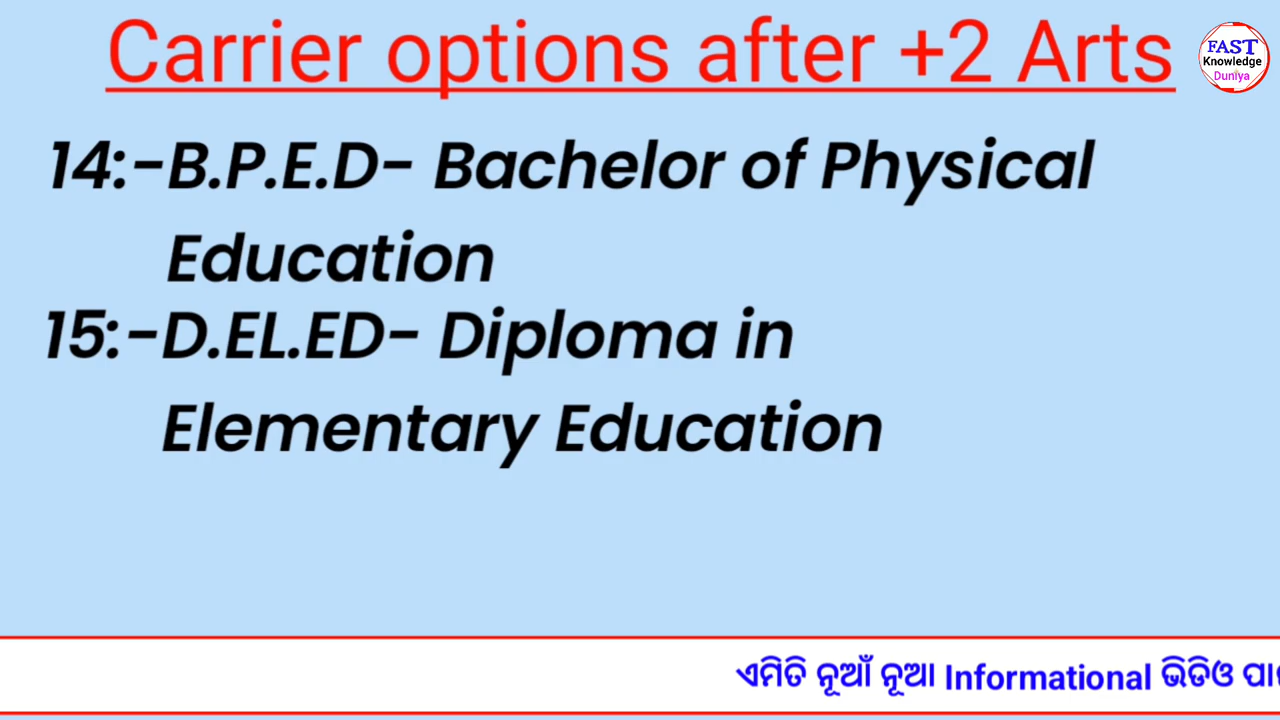 Carrier options after +2 Arts
FAST
Knowledge
Duniya
14:-B.P.E.D- Bachelor of Physical
Education
15:-D.EL.ED- Diploma in
Elementary Education
ଏମିତି ନୂଆଁ ନୂଆ Informational ଭିଡିଓ